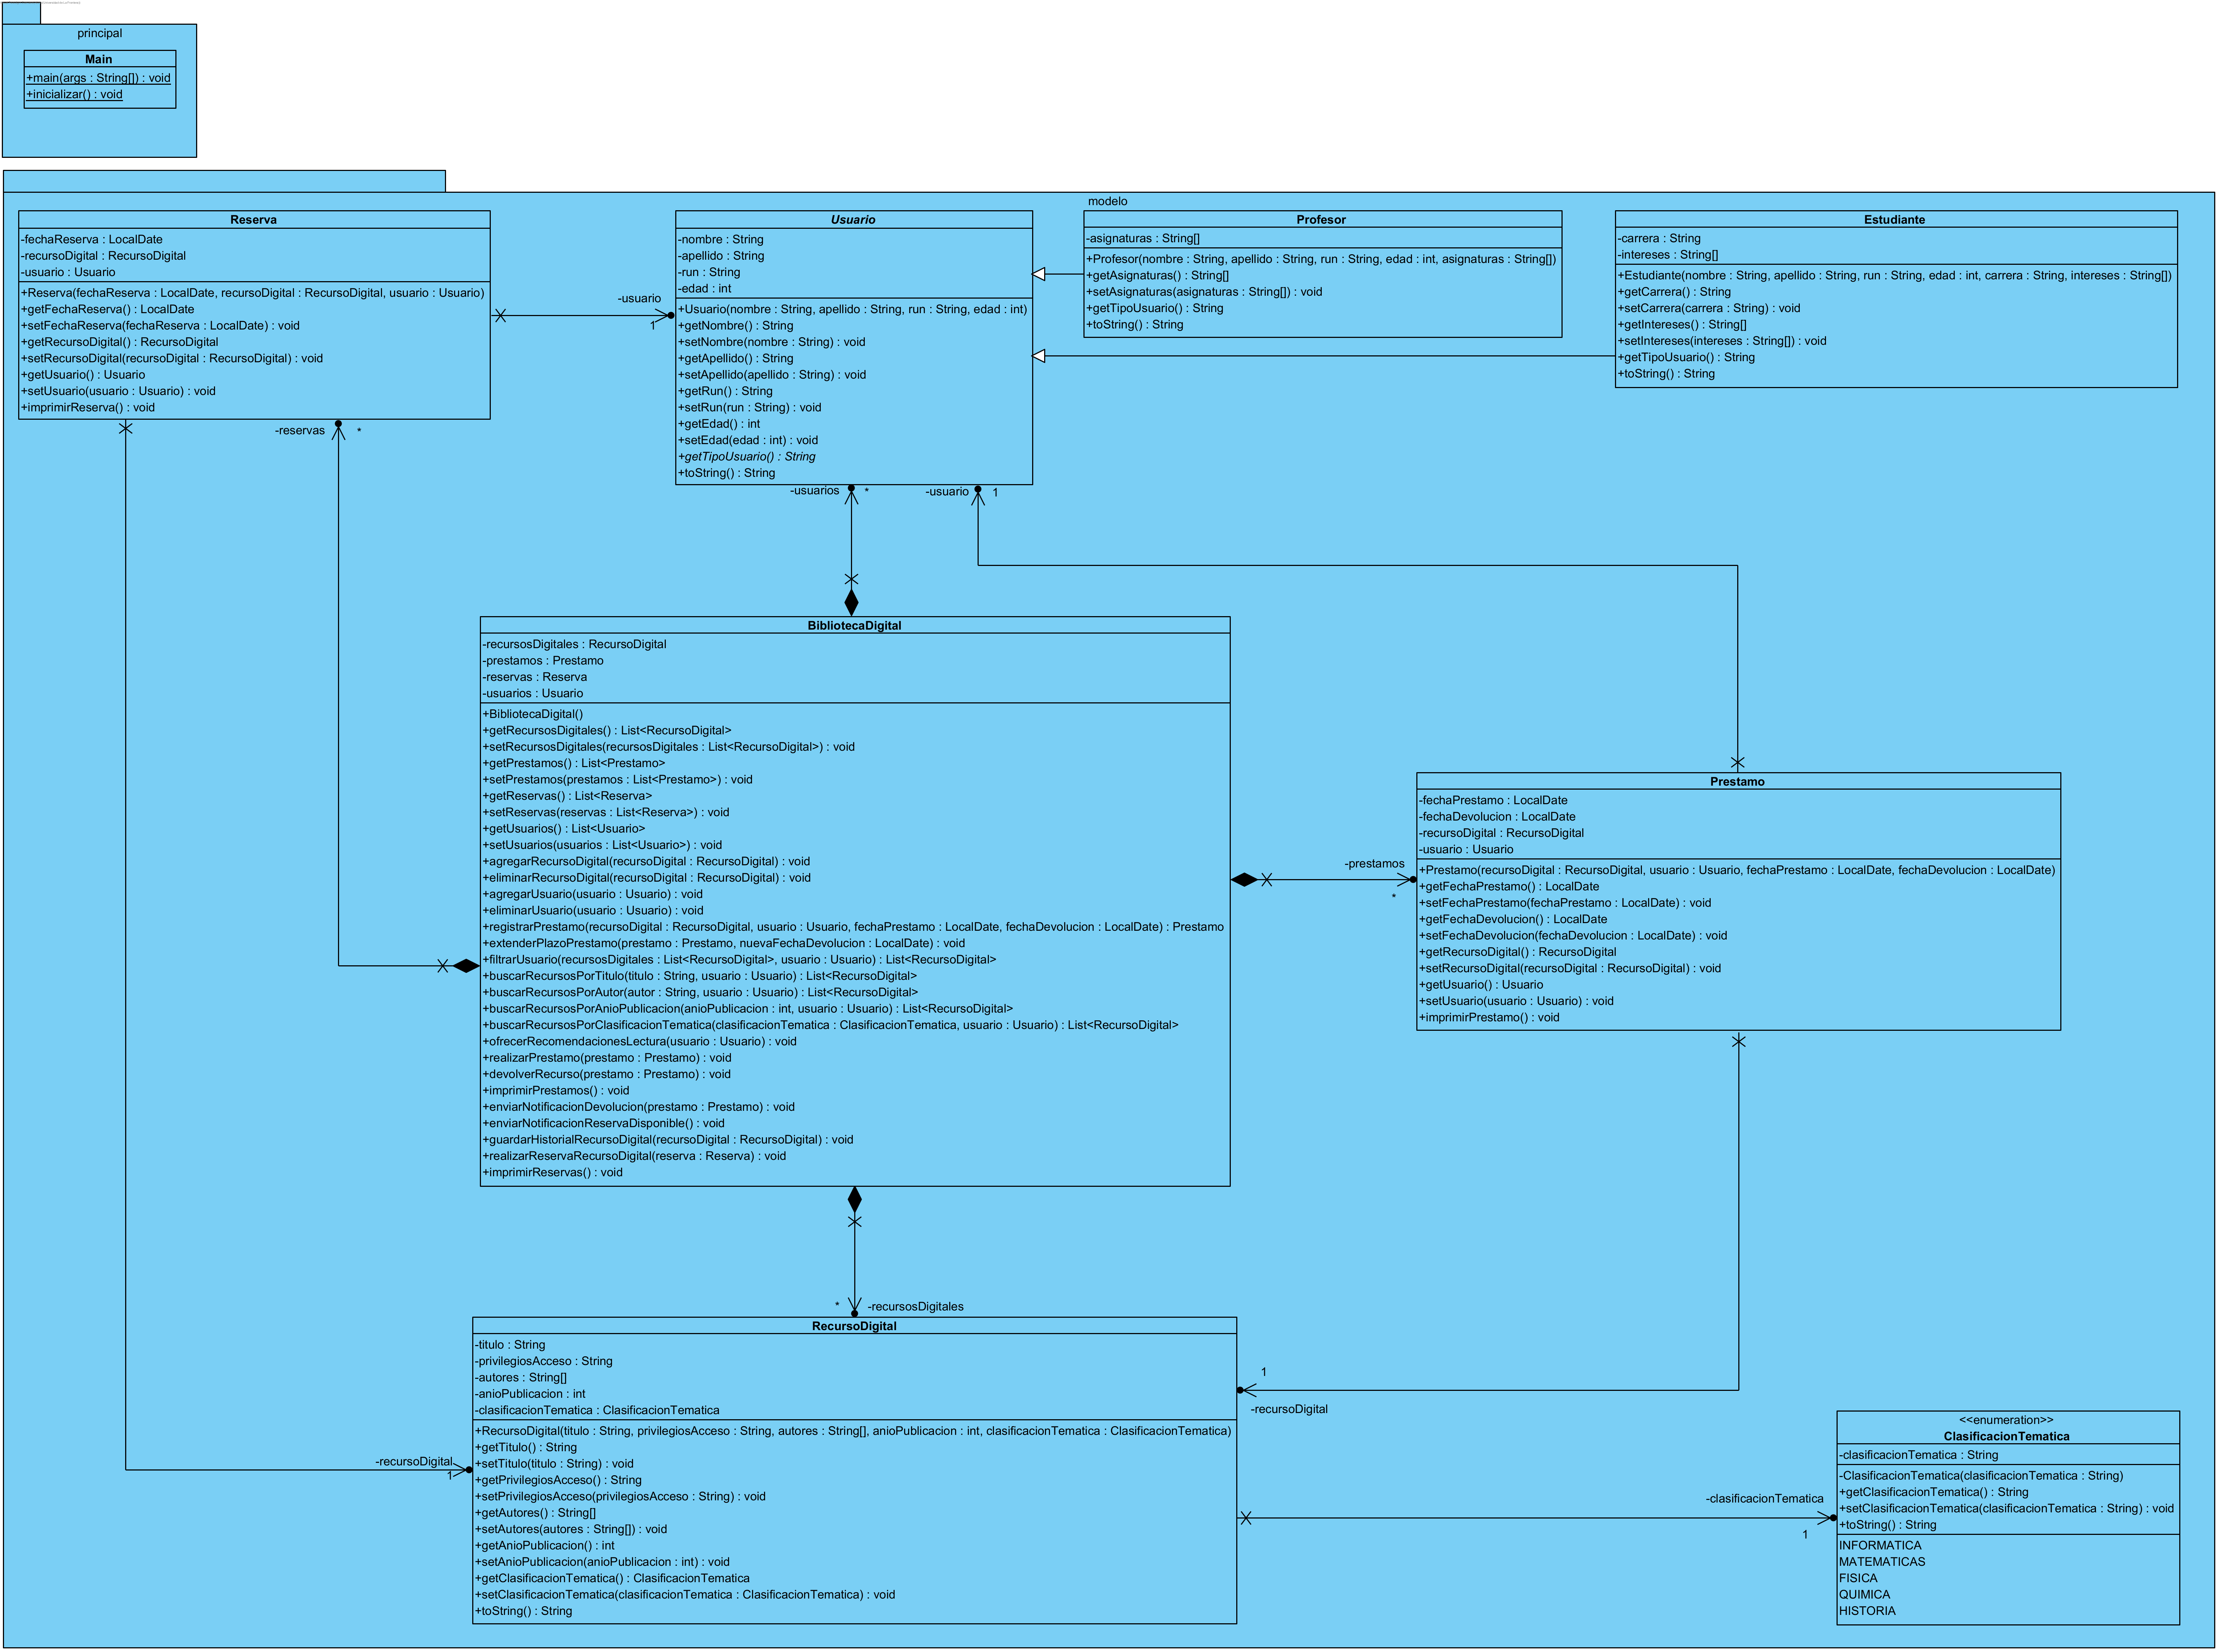 principal
Main
+main(args : String[]) : void
+inicializar() : void
modelo
Reserva
-fechaReserva : LocalDate
-recursoDigital : RecursoDigital
-usuario : Usuario
+Reserva(fechaReserva : LocalDate, recursoDigital : RecursoDigital, usuario : Usuario)
+getFechaReserva() : LocalDate
+setFechaReserva(fechaReserva : LocalDate) : void
+getRecursoDigital() : RecursoDigital
+setRecursoDigital(recursoDigital : RecursoDigital) : void
+getUsuario() : Usuario
+setUsuario(usuario : Usuario) : void
+imprimirReserva() : void
-usuario
1
Usuario
-nombre : String
-apellido : String
-run : String
-edad : int
+Usuario(nombre : String, apellido : String, run : String, edad : int)
+getNombre() : String
+setNombre(nombre : String) : void
+getApellido() : String
+setApellido(apellido : String) : void
+getRun() : String
+setRun(run : String) : void
+getEdad() : int
+setEdad(edad : int) : void
+getTipoUsuario() : String
+toString() : String
Profesor
-asignaturas : String[]
+Profesor(nombre : String, apellido : String, run : String, edad : int, asignaturas : String[])
+getAsignaturas() : String[]
+setAsignaturas(asignaturas : String[]) : void
+getTipoUsuario() : String
+toString() : String
Estudiante
-carrera : String
-intereses : String[]
+Estudiante(nombre : String, apellido : String, run : String, edad : int, carrera : String, intereses : String[])
+getCarrera() : String
+setCarrera(carrera : String) : void
+getIntereses() : String[]
+setIntereses(intereses : String[]) : void
+getTipoUsuario() : String
+toString() : String
-reservas *
-usuarios *
-usuario 1
BibliotecaDigital
-recursosDigitales : RecursoDigital
-prestamos : Prestamo
-reservas : Reserva
-usuarios : Usuario
+BibliotecaDigital()
+getRecursosDigitales() : List<RecursoDigital>
+setRecursosDigitales(recursosDigitales : List<RecursoDigital>) : void
+getPrestamos() : List<Prestamo>
+setPrestamos(prestamos : List<Prestamo>) : void
+getReservas() : List<Reserva>
+setReservas(reservas : List<Reserva>) : void
+getUsuarios() : List<Usuario>
+setUsuarios(usuarios : List<Usuario>) : void
+agregarRecursoDigital(recursoDigital : RecursoDigital) : void
+eliminarRecursoDigital(recursoDigital : RecursoDigital) : void
+agregarUsuario(usuario : Usuario) : void
+eliminarUsuario(usuario : Usuario) : void
+registrarPrestamo(recursoDigital : RecursoDigital, usuario : Usuario, fechaPrestamo : LocalDate, fechaDevolucion : LocalDate) : Prestamo
+extenderPlazoPrestamo(prestamo : Prestamo, nuevaFechaDevolucion : LocalDate) : void
+filtrarUsuario(recursosDigitales : List<RecursoDigital>, usuario : Usuario) : List<RecursoDigital>
+buscarRecursosPorTitulo(titulo : String, usuario : Usuario) : List<RecursoDigital>
+buscarRecursosPorAutor(autor : String, usuario : Usuario) : List<RecursoDigital>
+buscarRecursosPorAnioPublicacion(anioPublicacion : int, usuario : Usuario) : List<RecursoDigital>
+buscarRecursosPorClasificacionTematica(clasificacionTematica : ClasificacionTematica, usuario : Usuario) : List<RecursoDigital>
+ofrecerRecomendacionesLectura(usuario : Usuario) : void
+realizarPrestamo(prestamo : Prestamo) : void
+devolverRecurso(prestamo : Prestamo) : void
+imprimirPrestamos() : void
+enviarNotificacionDevolucion(prestamo : Prestamo) : void
+enviarNotificacionReservaDisponible() : void
+guardarHistorialRecursoDigital(recursoDigital : RecursoDigital) : void
+realizarReservaRecursoDigital(reserva : Reserva) : void
+imprimirReservas() : void
-prestamos
*
Prestamo
-fechaPrestamo : LocalDate
-fechaDevolucion : LocalDate
-recursoDigital : RecursoDigital
-usuario : Usuario
+Prestamo(recursoDigital : RecursoDigital, usuario : Usuario, fechaPrestamo : LocalDate, fechaDevolucion : LocalDate)
+getFechaPrestamo() : LocalDate
+setFechaPrestamo(fechaPrestamo : LocalDate) : void
+getFechaDevolucion() : LocalDate
+setFechaDevolucion(fechaDevolucion : LocalDate) : void
+getRecursoDigital() : RecursoDigital
+setRecursoDigital(recursoDigital : RecursoDigital) : void
+getUsuario() : Usuario
+setUsuario(usuario : Usuario) : void
+imprimirPrestamo() : void
* -recursosDigitales
RecursoDigital
-titulo : String
-privilegiosAcceso : String
-autores : String[]
-anioPublicacion : int
-clasificacionTematica : ClasificacionTematica
+RecursoDigital(titulo : String, privilegiosAcceso : String, autores : String[], anioPublicacion : int, clasificacionTematica : ClasificacionTematica)
+getTitulo() : String
+setTitulo(titulo : String) : void
+getPrivilegiosAcceso() : String
+setPrivilegiosAcceso(privilegiosAcceso : String) : void
+getAutores() : String[]
+setAutores(autores : String[]) : void
+getAnioPublicacion() : int
+setAnioPublicacion(anioPublicacion : int) : void
+getClasificacionTematica() : ClasificacionTematica
+setClasificacionTematica(clasificacionTematica : ClasificacionTematica) : void
+toString() : String
-recursoDigital
1
1
-recursoDigital
-clasificacionTematica
1
<<enumeration>>
ClasificacionTematica
-clasificacionTematica : String
-ClasificacionTematica(clasificacionTematica : String)
+getClasificacionTematica() : String
+setClasificacionTematica(clasificacionTematica : String) : void
+toString() : String
INFORMATICA
MATEMATICAS
FISICA
QUIMICA
HISTORIA